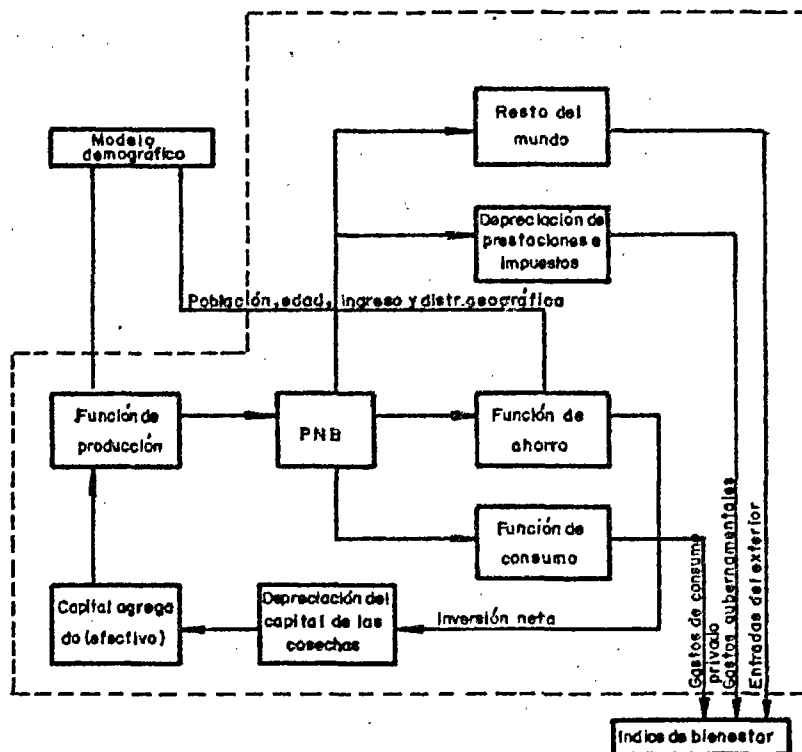 Resto del
mundo
Modelo
demográfico
Depreciación de
prestaciones e
impuestos
Población, edad, ingreso y distr. geográfica
Función de
producción
PNB
Función de
ahorro
Función de
consumo
Capital agrega
do (efectivo)
Depreciación del
capital de las
cosechas
Inversión neta
Gastos de consumo
privado
Gastos gubernamentales
Entradas del exterior
Indices de bienestar